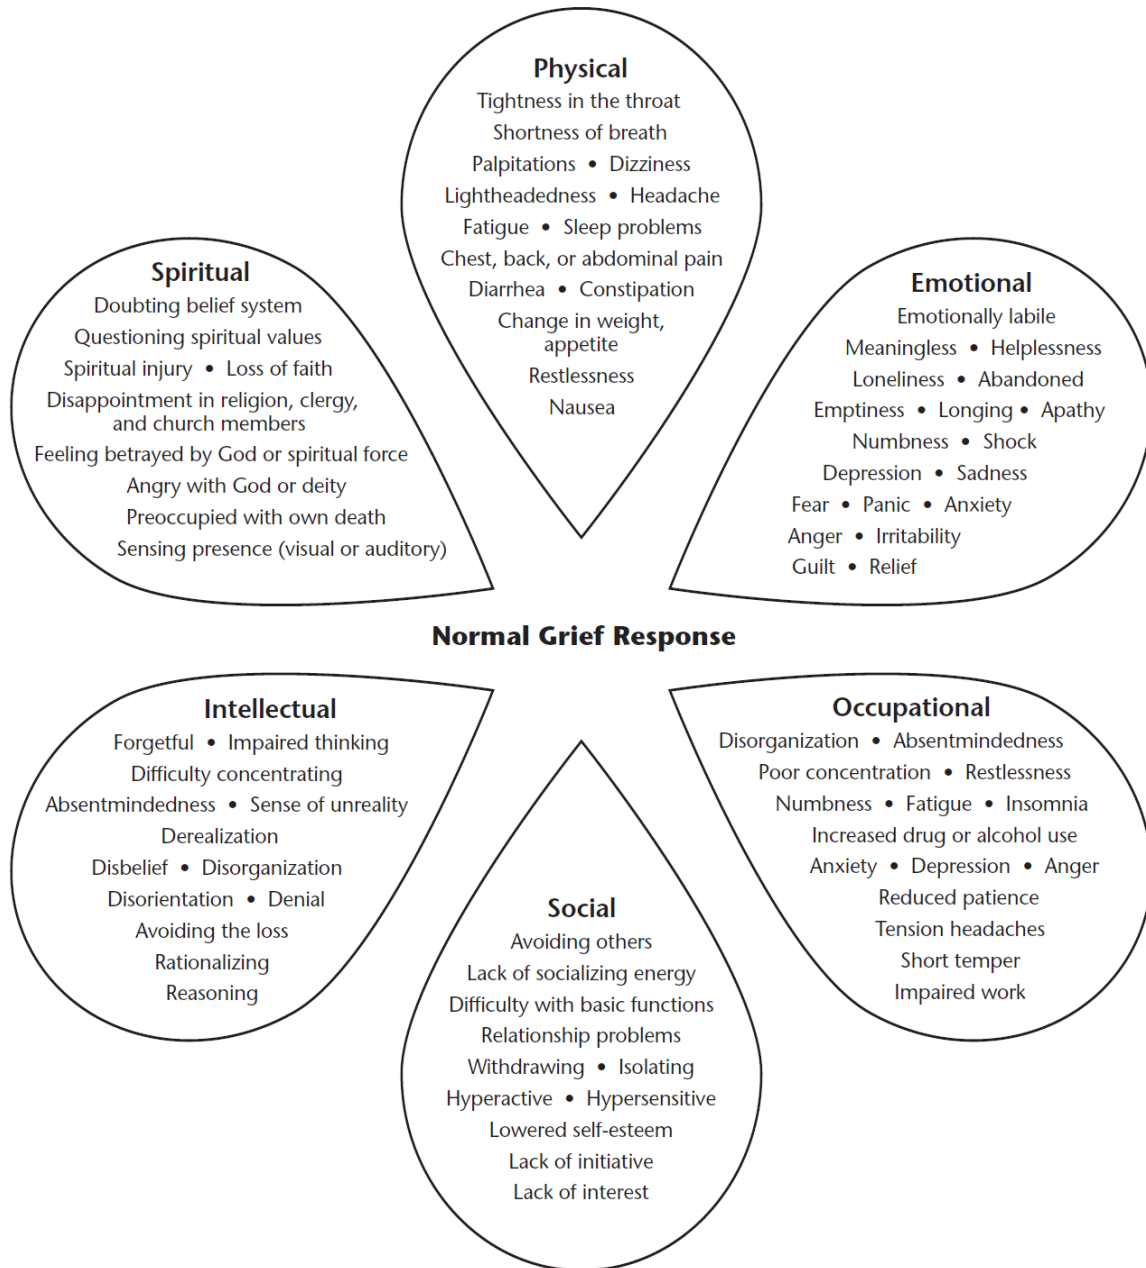 Physical
Tightness in the throat
Shortness of breath
Palpitations • Dizziness
Lightheadedness • Headache
Fatigue • Sleep problems
Chest, back, or abdominal pain
Diarrhea • Constipation
Change in weight,
appetite
Restlessness
Nausea
Spiritual
Doubting belief system
Questioning spiritual values
Spiritual injury • Loss of faith
Disappointment in religion, clergy,
and church members
Feeling betrayed by God or spiritual force
Angry with God or deity
Preoccupied with own death
Sensing presence (visual or auditory)
Emotional
Emotionally labile
Meaningless • Helplessness
Loneliness • Abandoned
Emptiness • Longing • Apathy
Numbness • Shock
Depression • Sadness
Fear • Panic • Anxiety
Anger • Irritability
Guilt • Relief
Normal Grief Response
Intellectual
Forgetful • Impaired thinking
Difficulty concentrating
Absentmindedness • Sense of unreality
Derealization
Disbelief • Disorganization
Disorientation • Denial
Avoiding the loss
Rationalizing
Reasoning
Occupational
Disorganization • Absentmindedness
Poor concentration • Restlessness
Numbness • Fatigue • Insomnia
Increased drug or alcohol use
Anxiety • Depression • Anger
Reduced patience
Tension headaches
Short temper
Impaired work
Social
Avoiding others
Lack of socializing energy
Difficulty with basic functions
Relationship problems
Withdrawing • Isolating
Hyperactive • Hypersensitive
Lowered self-esteem
Lack of initiative
Lack of interest